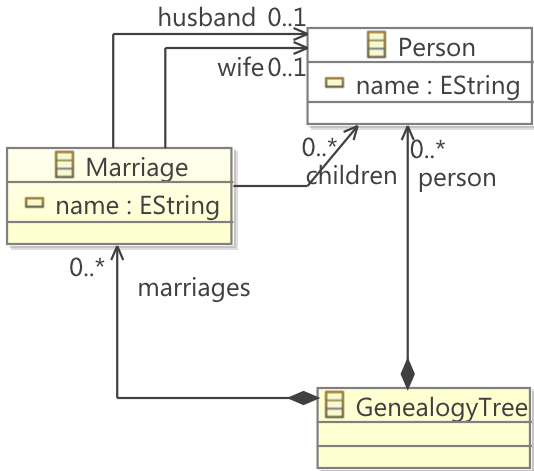 husband 0..1
Person
wife 0..1
name : EString
Marriage
0..*
0..*
children
person
name : EString
0..*
marriages
GenealogyTree